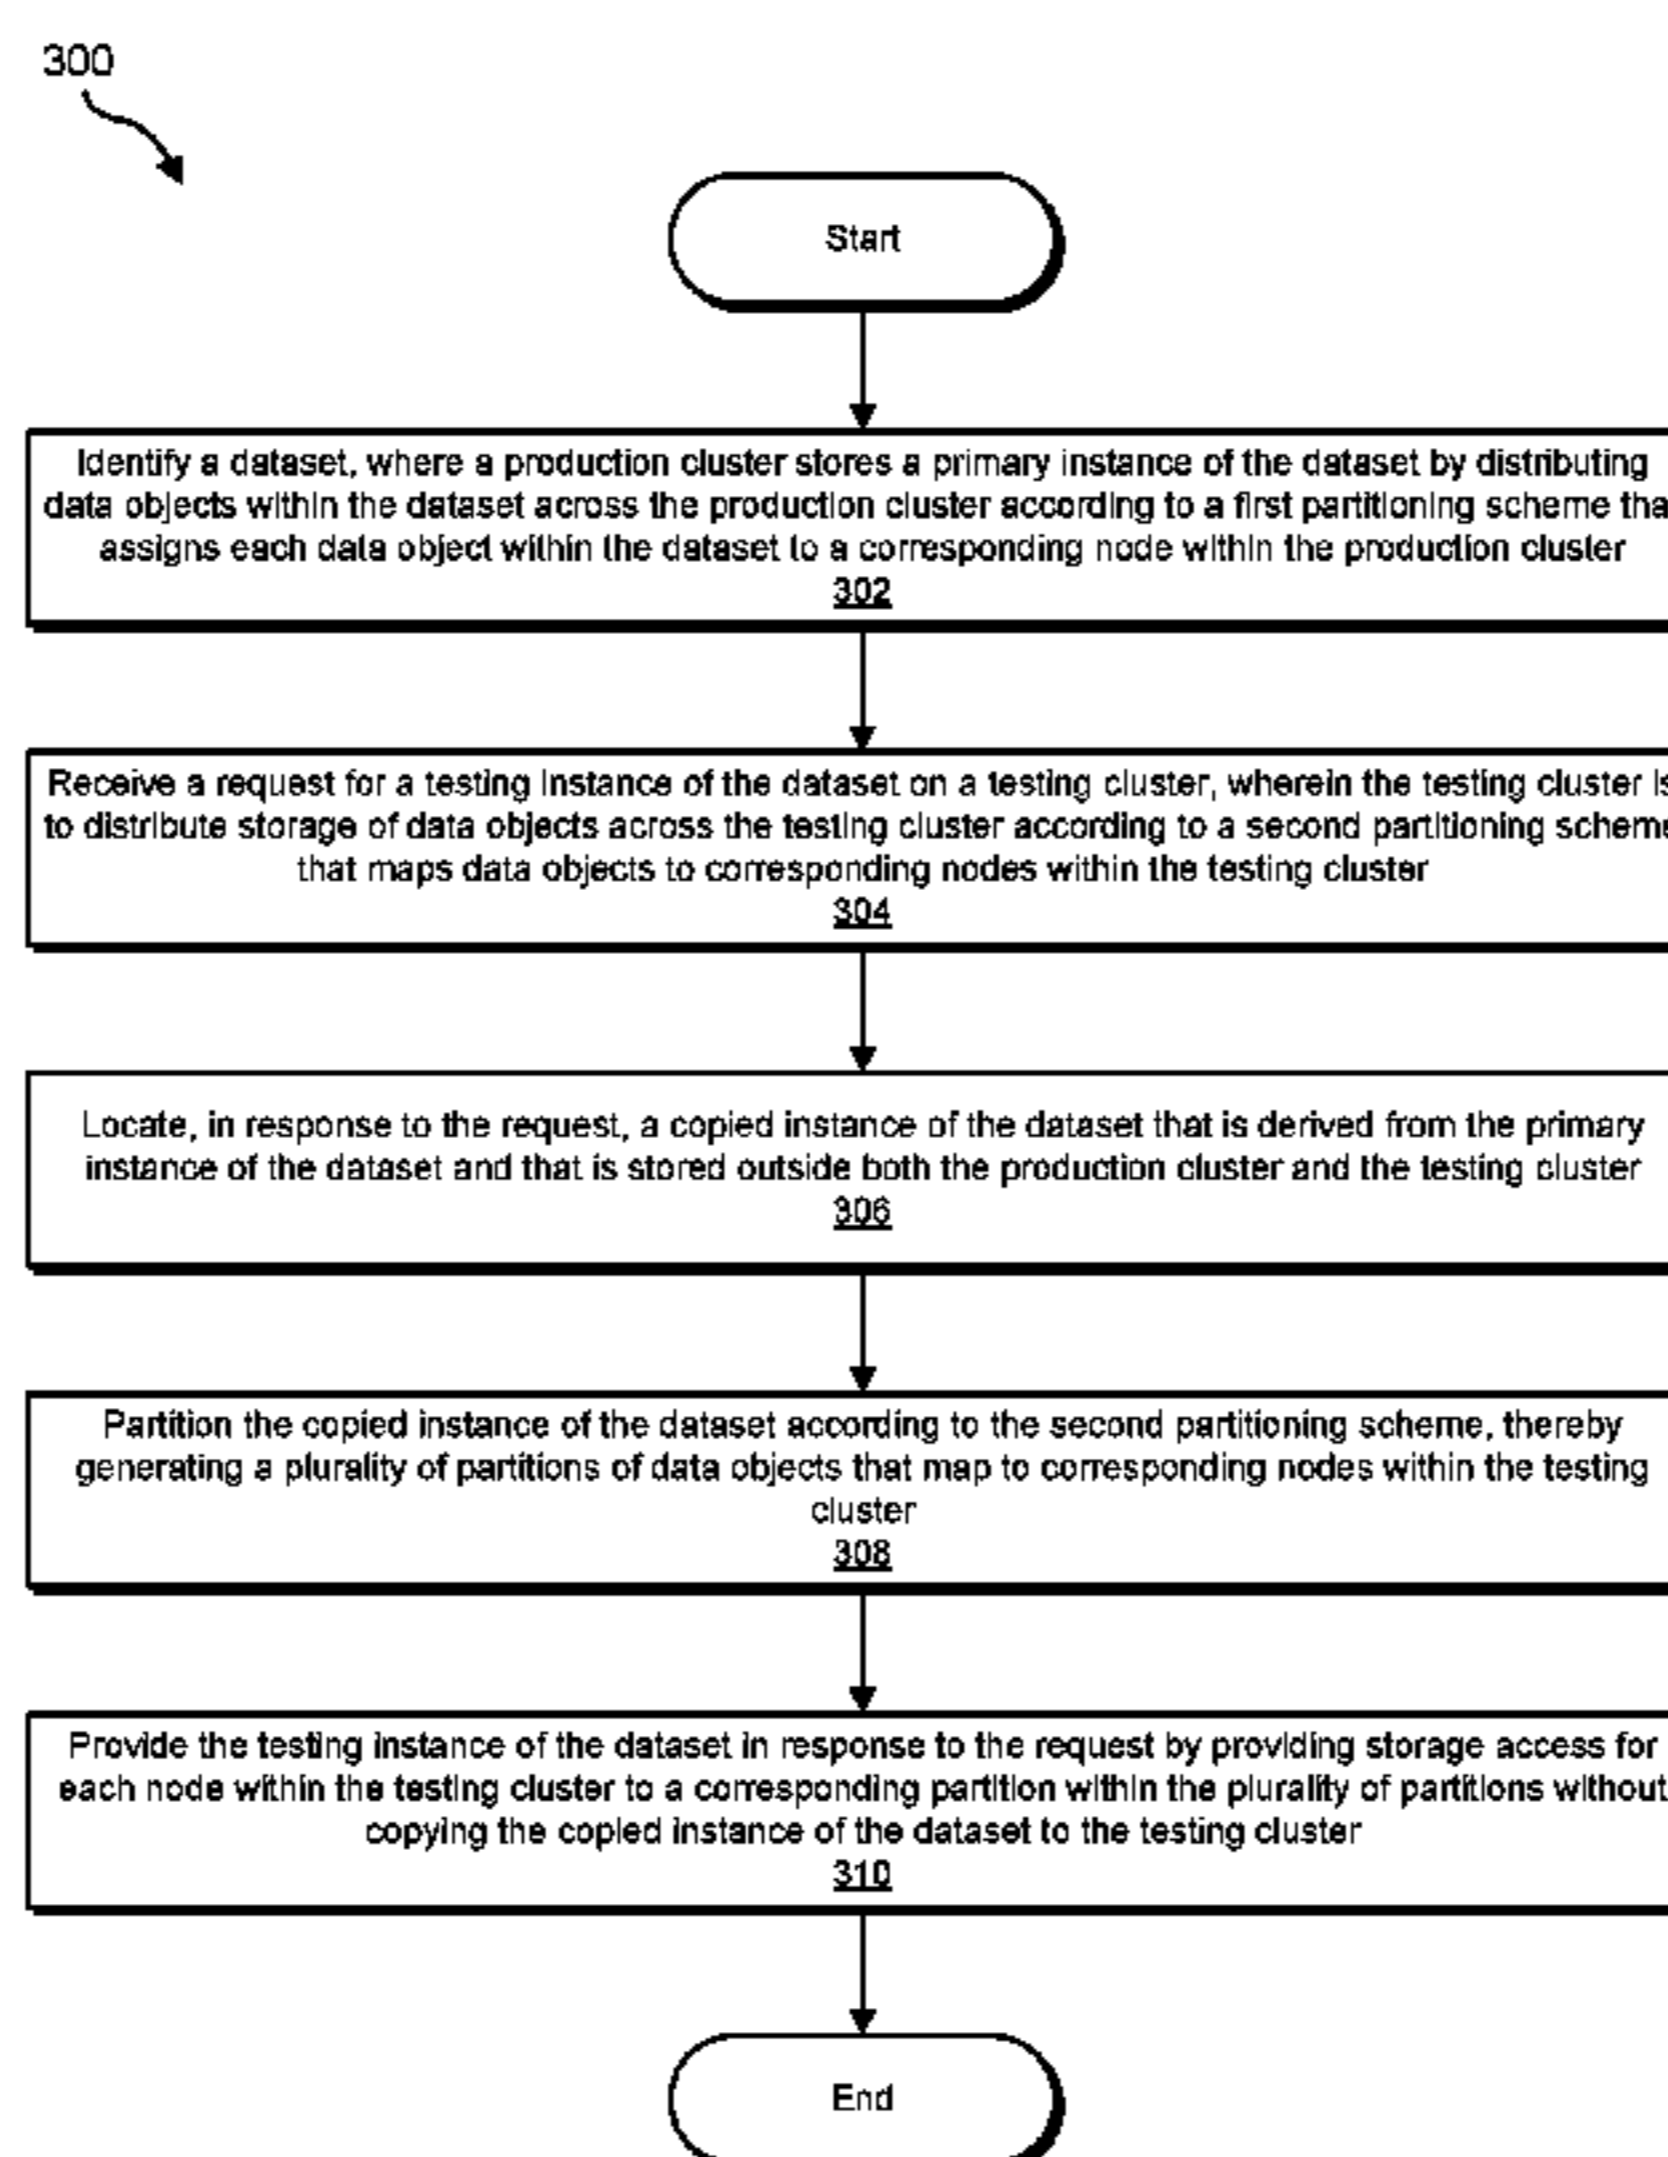 300
Start
Identify a dataset, where a production cluster stores a primary instance of the dataset by distributing
data objects within the dataset across the production cluster according to a first partitioning scheme tha
assigns each data object within the dataset to a corresponding node within the production cluster
302
Receive a request for a testing instance of the dataset on a testing cluster, wherein the testing cluster is
to distribute storage of data objects across the testing cluster according to a second partitioning scheme
that maps data objects to corresponding nodes within the testing cluster
304
Locate, in response to the request, a copied instance of the dataset that is derived from the primary
instance of the dataset and that is stored outside both the production cluster and the testing cluster
306
Partition the copied instance of the dataset according to the second partitioning scheme, thereby
generating a plurality of partitions of data objects that map to corresponding nodes within the testing
cluster
308
Provide the testing instance of the dataset in response to the request by providing storage access for
each node within the testing cluster to a corresponding partition within the plurality of partitions without
copying the copied instance of the dataset to the testing cluster
310
End